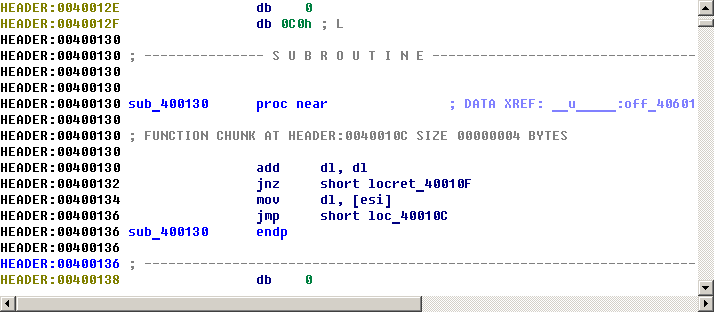 HEADER:0040012E db 0
HEADER:0040012F db 0C0h ; L
HEADER:00400130
HEADER:00400130 ; --------------- S U B R O U T I N E ---------------------------------
HEADER:00400130
HEADER:00400130
HEADER:00400130 sub_400130 proc near ; DATA XREF: __u_____:off_40601
HEADER:00400130
HEADER:00400130 ; FUNCTION CHUNK AT HEADER:0040010C SIZE 00000004 BYTES
HEADER:00400130
HEADER:00400130 add dl, dl
HEADER:00400132 jnz short locret_40010F
HEADER:00400134 mov dl, [esi]
HEADER:00400136 jmp short loc_40010C
HEADER:00400136 sub_400130 endp
HEADER:00400136
HEADER:00400136 ; ---------------------------------------------------------------------
HEADER:00400138 db 0